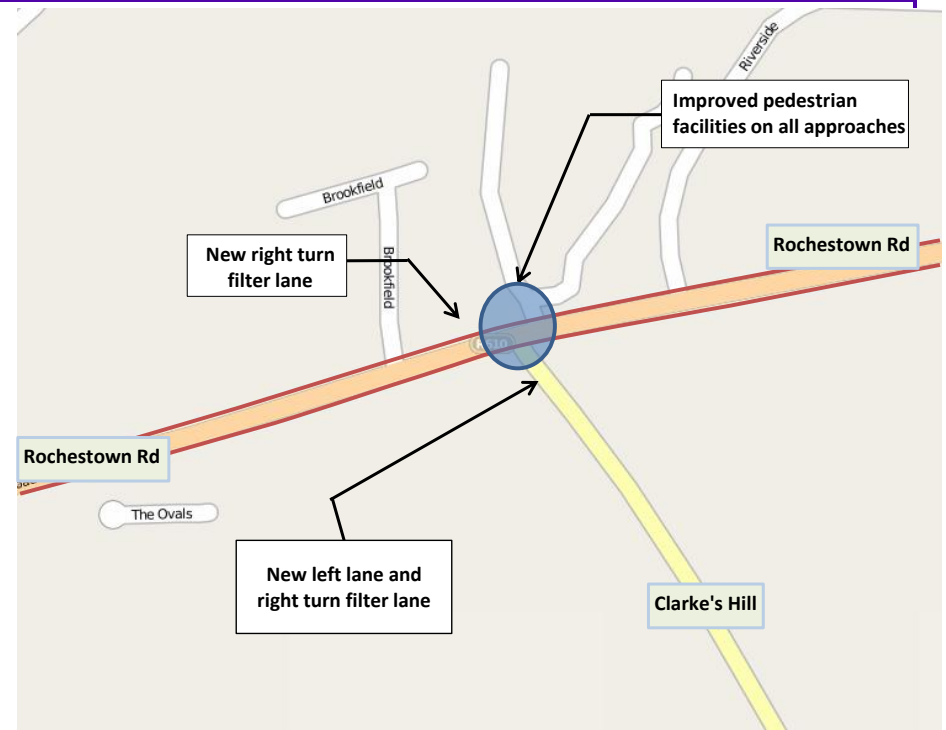 Riverside
Improved pedestrian
facilities on all approaches
Brookfield
Brookfield
New right turn
filter lane
Rochestown Rd
R610
Rochestown Rd
The Ovals
New left lane and
right turn filter lane
Clarke's Hill